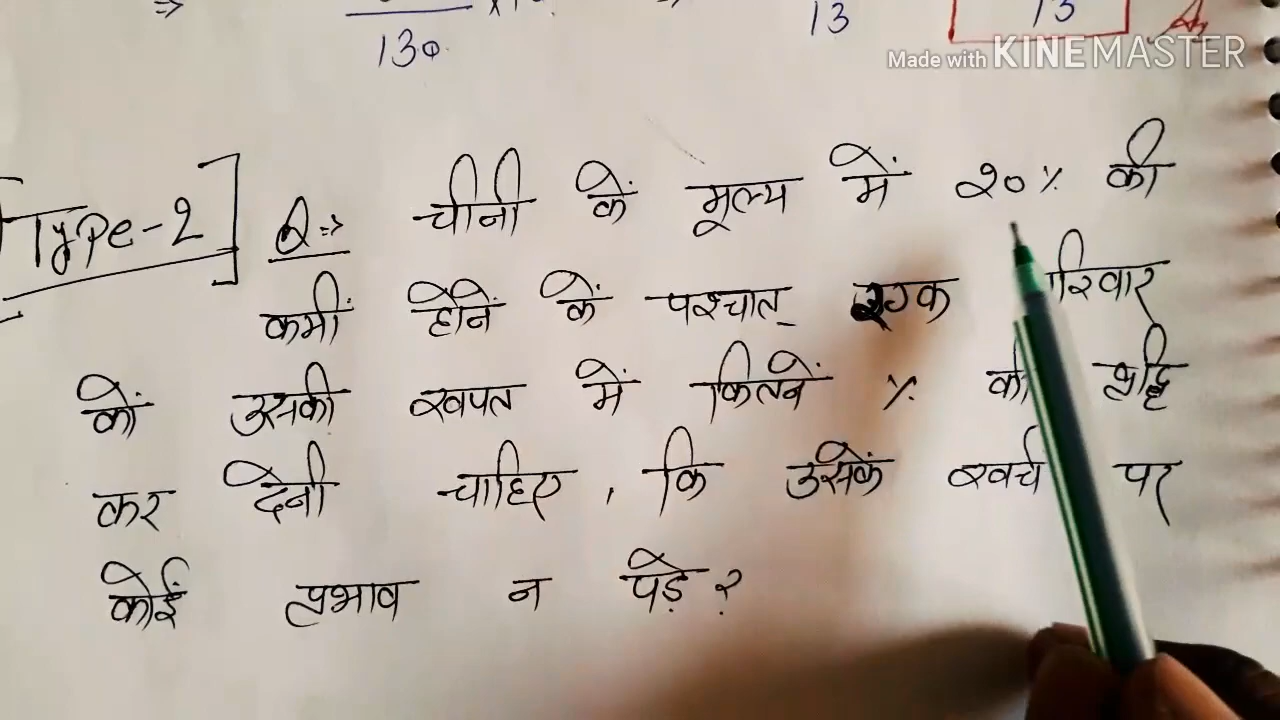 ⇒ 130 ⇒ 13 13 Ans
Made with KINEMASTER
[Type-2] Q⇒ चीनी के मूल्य में 20% की
कमीं होनें कें पश्चात् एक परिवार
कों उसकी खपत में कितनें % की वृद्धि
कर देनी चाहिए, कि उसकें खर्च पर
कोई प्रभाव न पड़े?